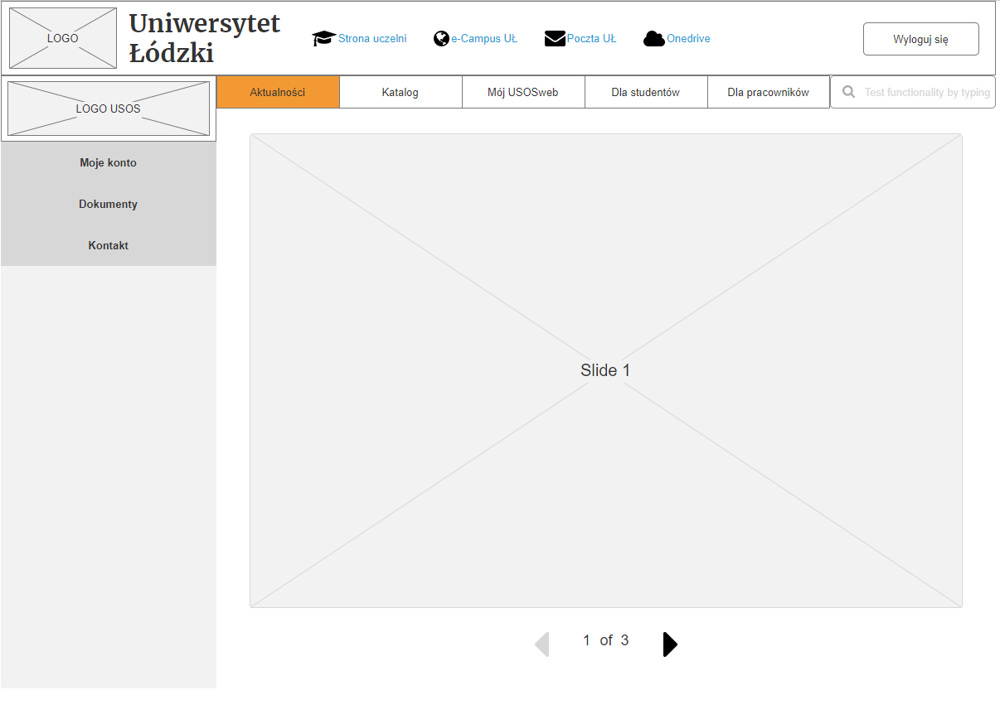 LOGO
Uniwersytet
Łódzki
Strona uczelni
e-Campus UŁ
Poczta UŁ
Onedrive
Wyloguj się
LOGO USOS
Aktualności
Katalog
Mój USOSweb
Dla studentów
Dla pracowników
Test functionality by typing
Moje konto
Dokumenty
Kontakt
Slide 1
1 of 3